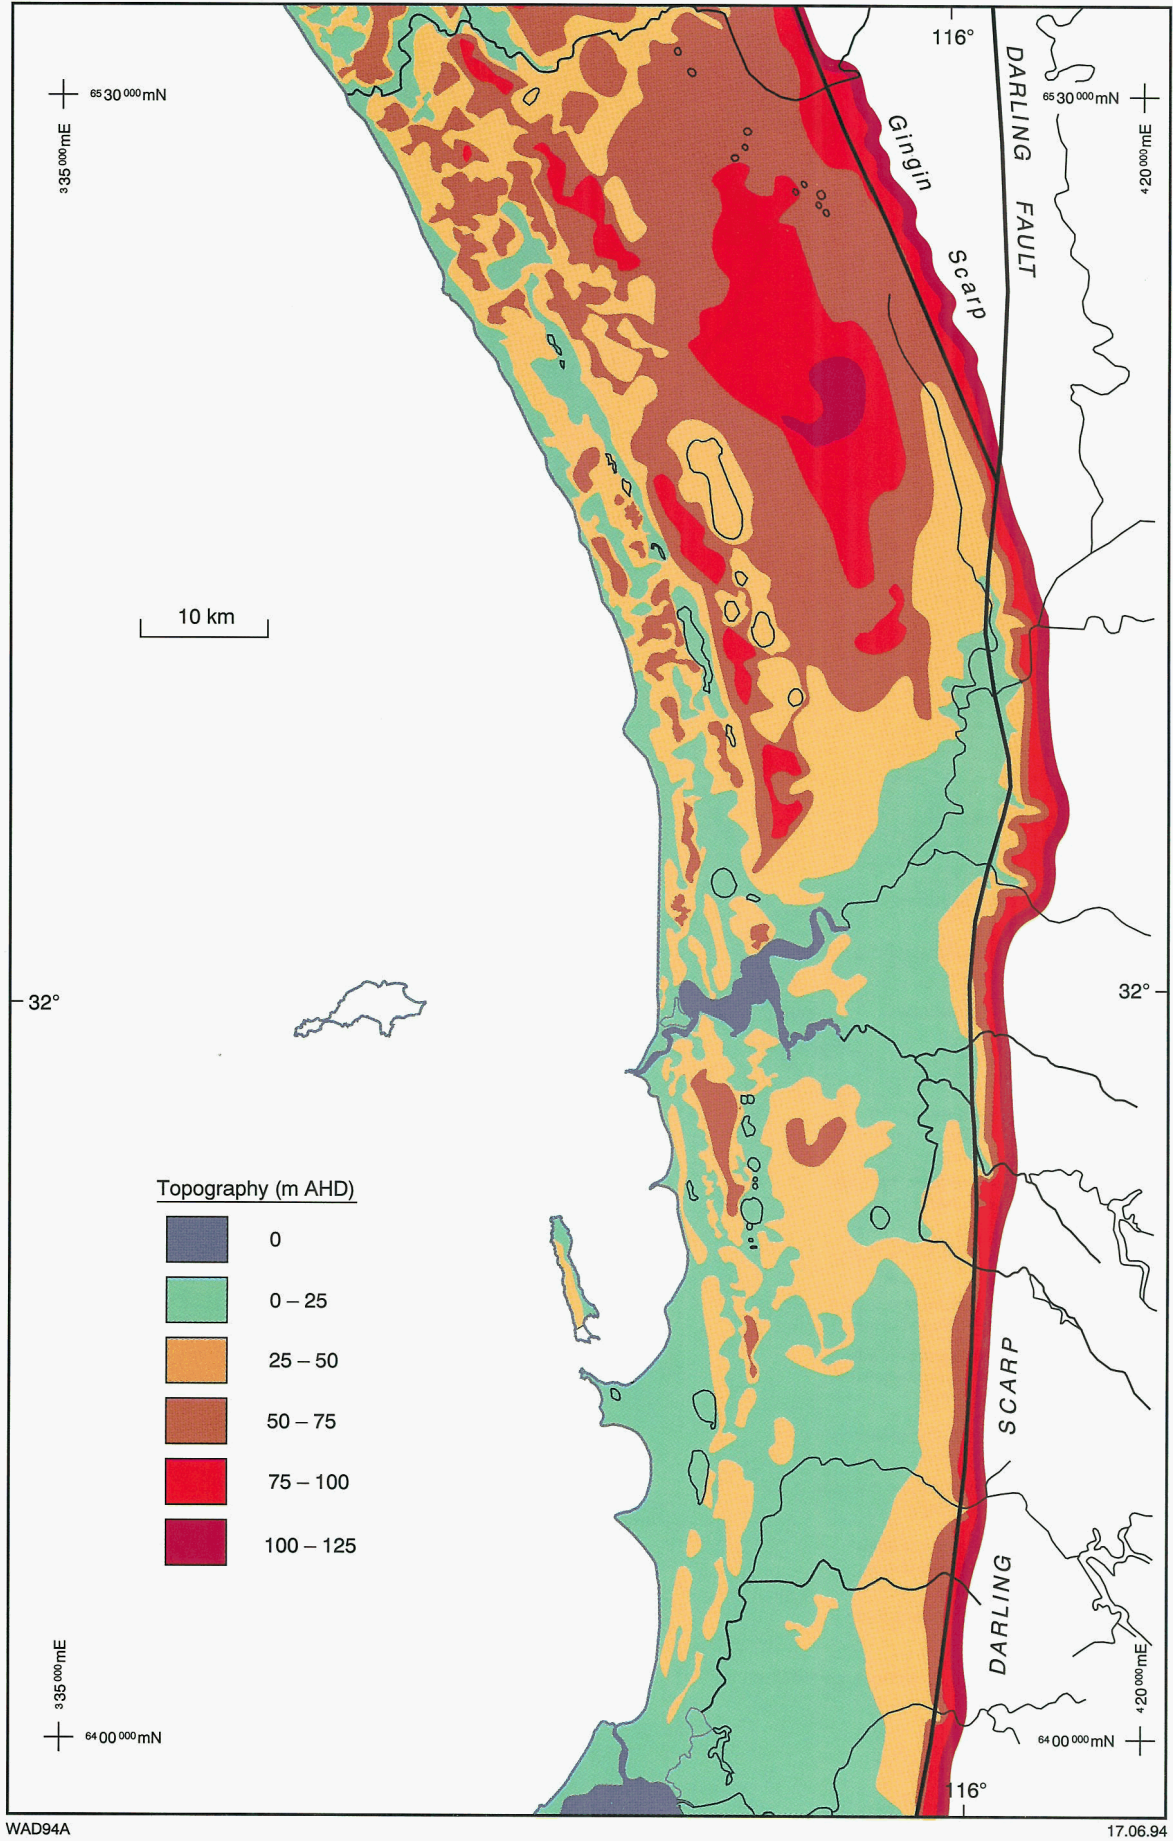 116°
65 30 000 mN
65 30 000 mN
335 000 mE
420 000 mE
DARLING FAULT
Gingin Scarp
10 km
32°
32°
Topography (m AHD)
0
0 – 25
25 – 50
50 – 75
75 – 100
100 – 125
DARLING SCARP
335 000 mE
420 000 mE
64 00 000 mN
64 00 000 mN
116°
WAD94A
17.06.94